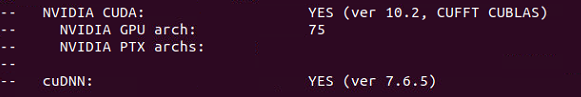 --   NVIDIA CUDA:                   YES (ver 10.2, CUFFT CUBLAS)
--     NVIDIA GPU arch:             75
--     NVIDIA PTX archs:
--
--   cuDNN:                         YES (ver 7.6.5)